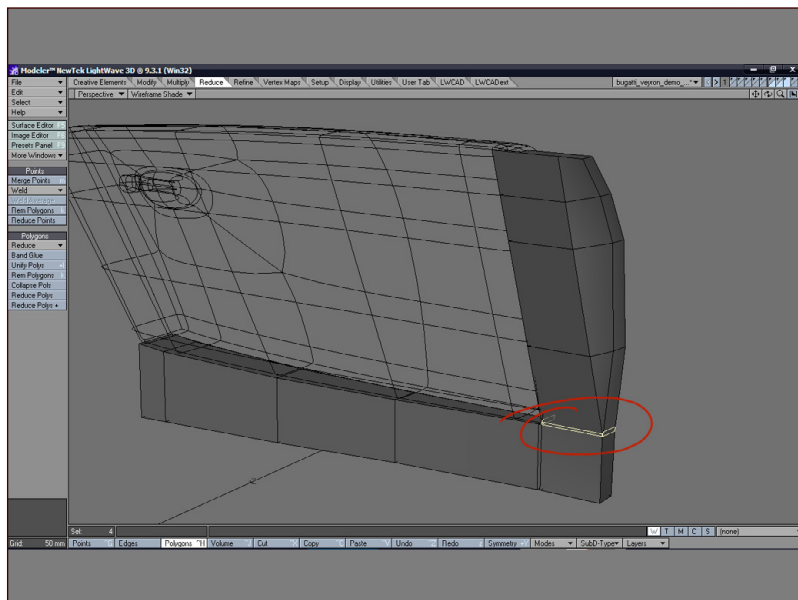 Modeler™ NewTek LightWave 3D @ 9.3.1 (Win32)
File
Creative Elements Modify Multiply Reduce Refine Vertex Maps Setup Display Utilities User Tab LWCAD LWCADext
bugatti_veyron_demo_...*
1
Edit
Perspective Wireframe Shade
Select
Help
Surface Editor
Image Editor
Presets Panel
More Windows
Points
Merge Points
Weld
Weld Average
Rem Polygons
Reduce Points
Polygons
Reduce
Band Glue
Unify Polys
Rem Polygons
Collapse Pols
Reduce Polys
Reduce Polys +
Z
Sel: 4
W T M C S (none)
Grid: 50 mm Points Edges Polygons ^H Volume Cut Copy Paste Undo Redo Symmetry Modes SubD-Type Layers